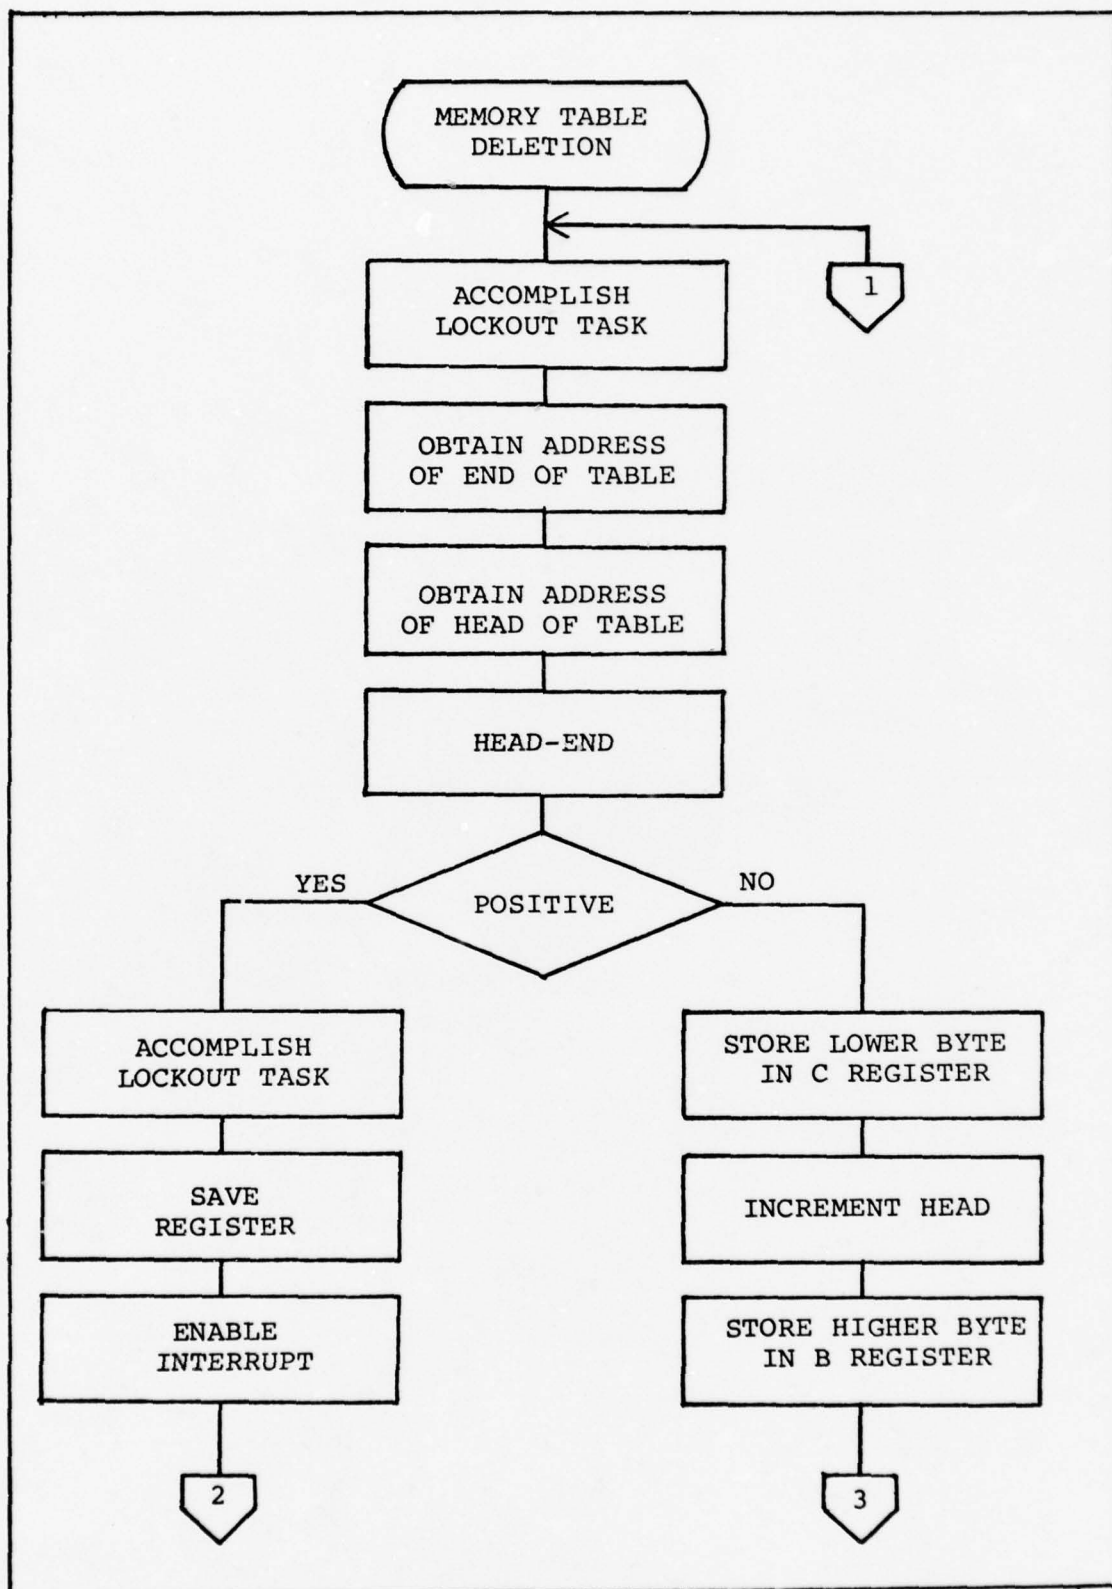 MEMORY TABLE
DELETION
1
ACCOMPLISH
LOCKOUT TASK
OBTAIN ADDRESS
OF END OF TABLE
OBTAIN ADDRESS
OF HEAD OF TABLE
HEAD-END
POSITIVE
YES
NO
ACCOMPLISH
LOCKOUT TASK
SAVE
REGISTER
ENABLE
INTERRUPT
2
STORE LOWER BYTE
IN C REGISTER
INCREMENT HEAD
STORE HIGHER BYTE
IN B REGISTER
3